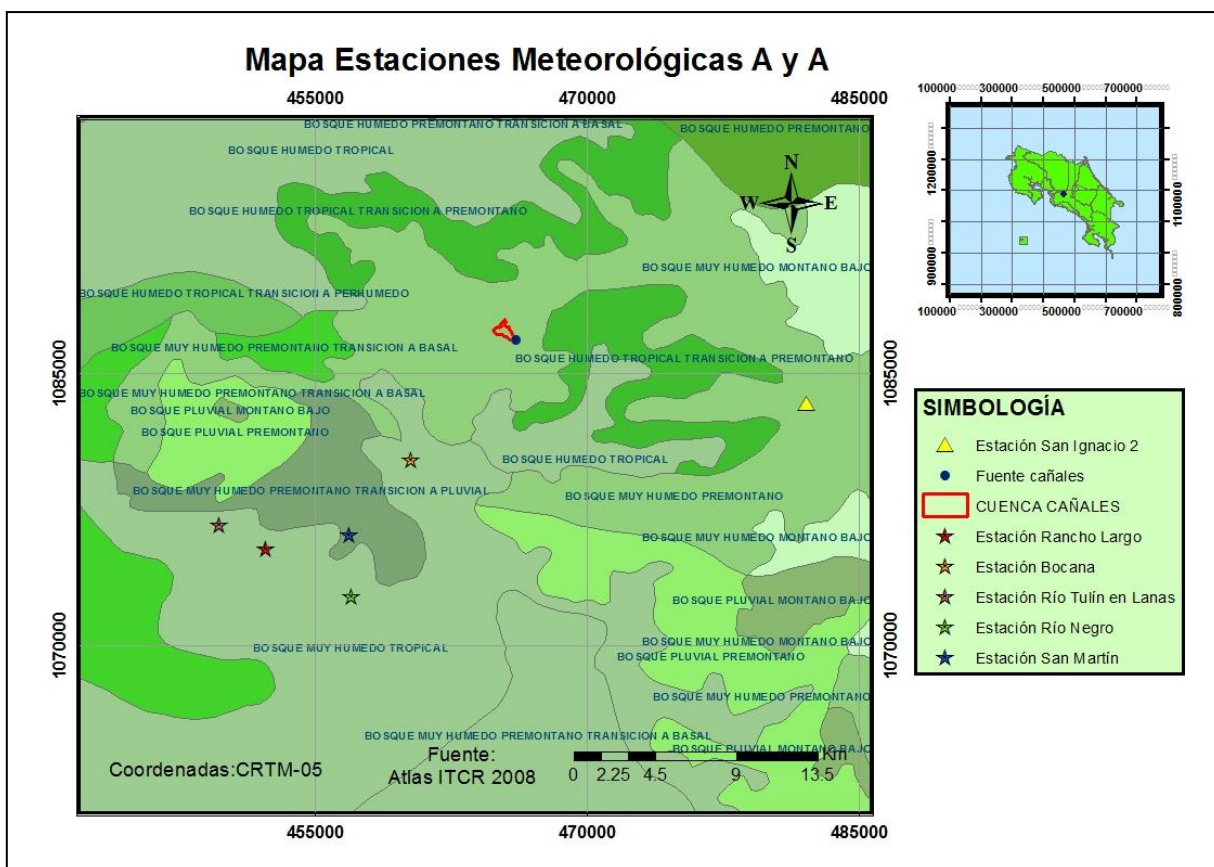 Mapa Estaciones Meteorológicas A y A
455000 470000 485000
BOSQUE HUMEDO PREMONTANO TRANSICION A BASAL
BOSQUE HUMEDO PREMONTANO
BOSQUE HUMEDO TROPICAL
N
W E
S
BOSQUE HUMEDO TROPICAL TRANSICION A PREMONTANO
BOSQUE MUY HUMEDO MONTANO BAJO
BOSQUE HUMEDO TROPICAL TRANSICION A PERHUMEDO
BOSQUE MUY HUMEDO PREMONTANO TRANSICION A BASAL
BOSQUE HUMEDO TROPICAL TRANSICION A PREMONTANO
1085000
1085000
BOSQUE MUY HUMEDO PREMONTANO TRANSICION A BASAL
BOSQUE PLUVIAL MONTANO BAJO
BOSQUE PLUVIAL PREMONTANO
BOSQUE HUMEDO TROPICAL
BOSQUE MUY HUMEDO PREMONTANO TRANSICION A PLUVIAL
BOSQUE MUY HUMEDO PREMONTANO
BOSQUE MUY HUMEDO MONTANO BAJO
BOSQUE PLUVIAL MONTANO BAJO
BOSQUE MUY HUMEDO TROPICAL
BOSQUE MUY HUMEDO MONTANO BAJO
BOSQUE PLUVIAL PREMONTANO
1070000
1070000
BOSQUE MUY HUMEDO PREMONTANO
BOSQUE MUY HUMEDO PREMONTANO TRANSICION A BASAL
BOSQUE PLUVIAL MONTANO BAJO
Coordenadas:CRTM-05
Fuente:
Atlas ITCR 2008
Km
0 2.25 4.5 9 13.5
455000 470000 485000
100000 300000 500000 700000
1200000
1100000
900000
800000
100000 300000 500000 700000
SIMBOLOGÍA
Estación San Ignacio 2
Fuente cañales
CUENCA CAÑALES
Estación Rancho Largo
Estación Bocana
Estación Río Tulín en Lanas
Estación Río Negro
Estación San Martín